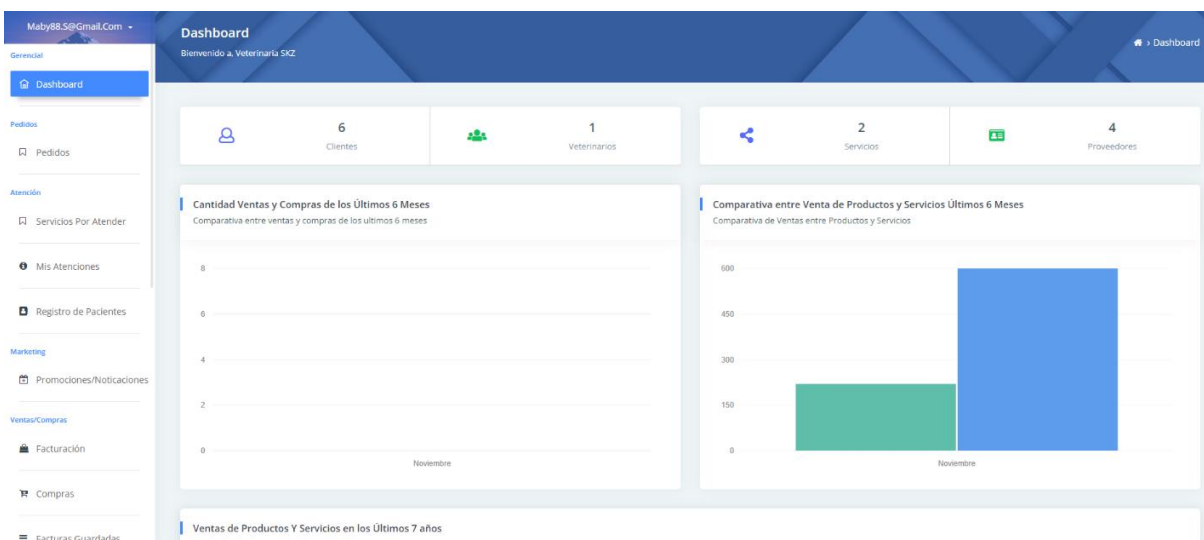 Maby88.S@Gmail.Com
Gerencial
Dashboard
Pedidos
Pedidos
Atención
Servicios Por Atender
Mis Atenciones
Registro de Pacientes
Marketing
Promociones/Noticaciones
Ventas/Compras
Facturación
Compras
Facturas Guardadas
Dashboard
Bienvenido a, Veterinaria SKZ
> Dashboard
6
Clientes
1
Veterinarios
2
Servicios
4
Proveedores
Cantidad Ventas y Compras de los Últimos 6 Meses
Comparativa entre ventas y compras de los ultimos 6 meses
8
6
4
2
0
Noviembre
Comparativa entre Venta de Productos y Servicios Últimos 6 Meses
Comparativa de Ventas entre Productos y Servicios
600
450
300
150
0
Noviembre
Ventas de Productos Y Servicios en los Últimos 7 años